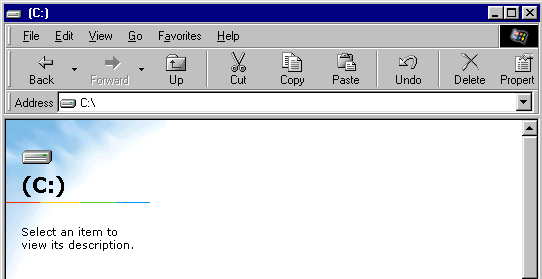 (C:)
File Edit View Go Favorites Help
Back Forward Up Cut Copy Paste Undo Delete Propert
Address C:\
(C:)
Select an item to
view its description.